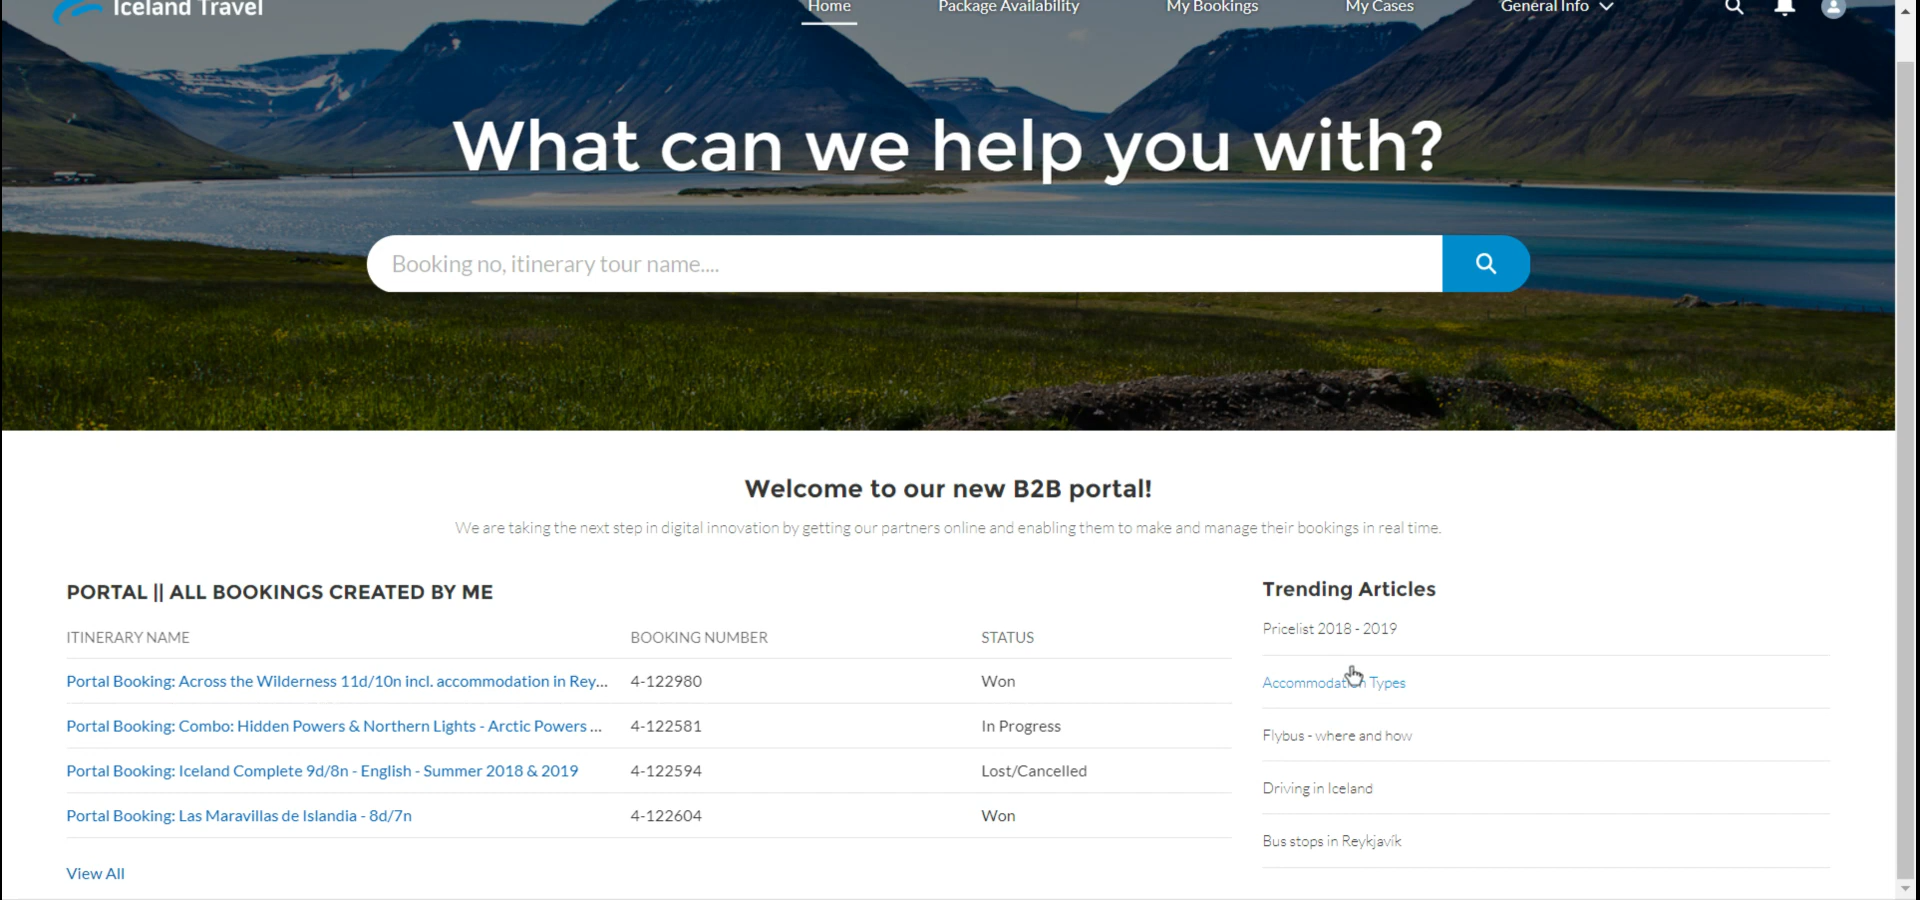 Iceland Travel
Home
Package Availability
My Bookings
My Cases
General Info
What can we help you with?
Booking no, itinerary tour name....
Welcome to our new B2B portal!
We are taking the next step in digital innovation by getting our partners online and enabling them to make and manage their bookings in real time.
PORTAL || ALL BOOKINGS CREATED BY ME
ITINERARY NAME BOOKING NUMBER STATUS
Portal Booking: Across the Wilderness 11d/10n incl. accommodation in Rey... 4-122980 Won
Portal Booking: Combo: Hidden Powers & Northern Lights - Arctic Powers ... 4-122581 In Progress
Portal Booking: Iceland Complete 9d/8n - English - Summer 2018 & 2019 4-122594 Lost/Cancelled
Portal Booking: Las Maravillas de Islandia - 8d/7n 4-122604 Won
View All
Trending Articles
Pricelist 2018 - 2019
Accommodation Types
Flybus - where and how
Driving in Iceland
Bus stops in Reykjavík